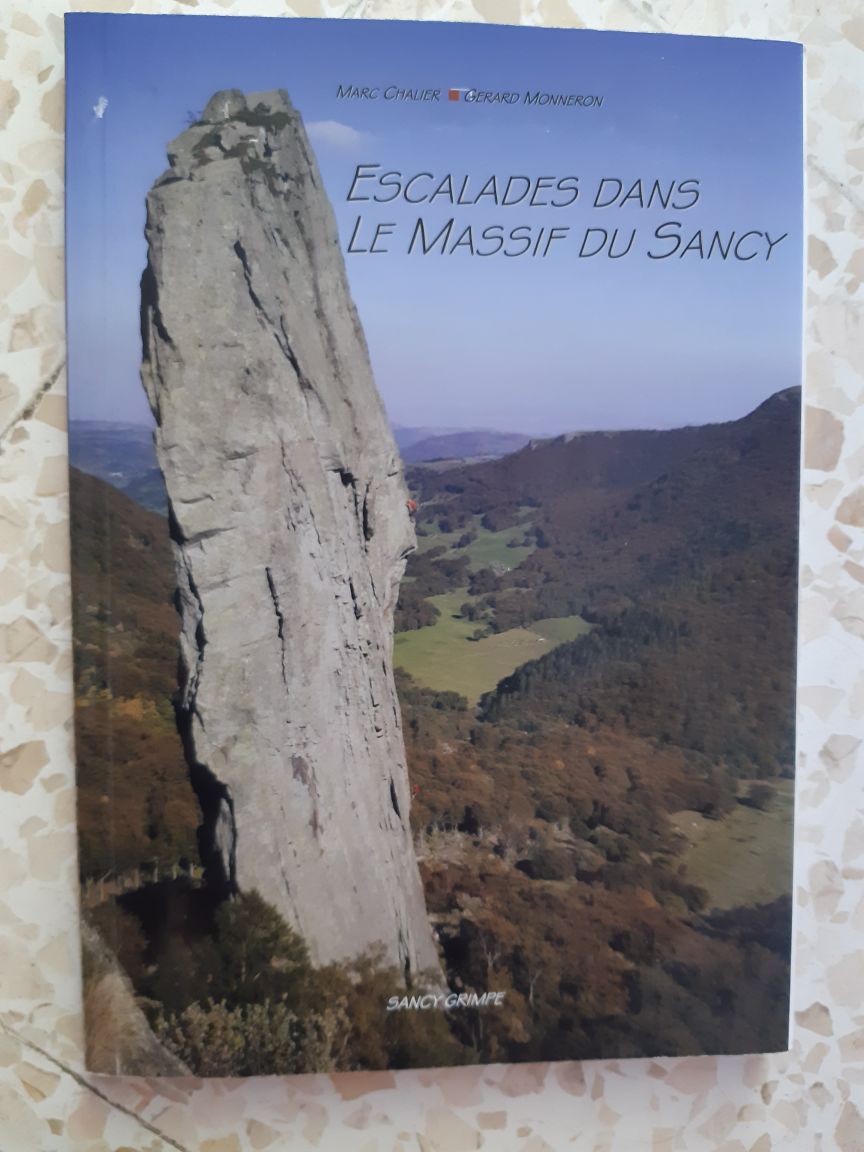 MARC CHALIER ■ GERARD MONNERON
ESCALADES DANS
LE MASSIF DU SANCY
SANCY GRIMPE